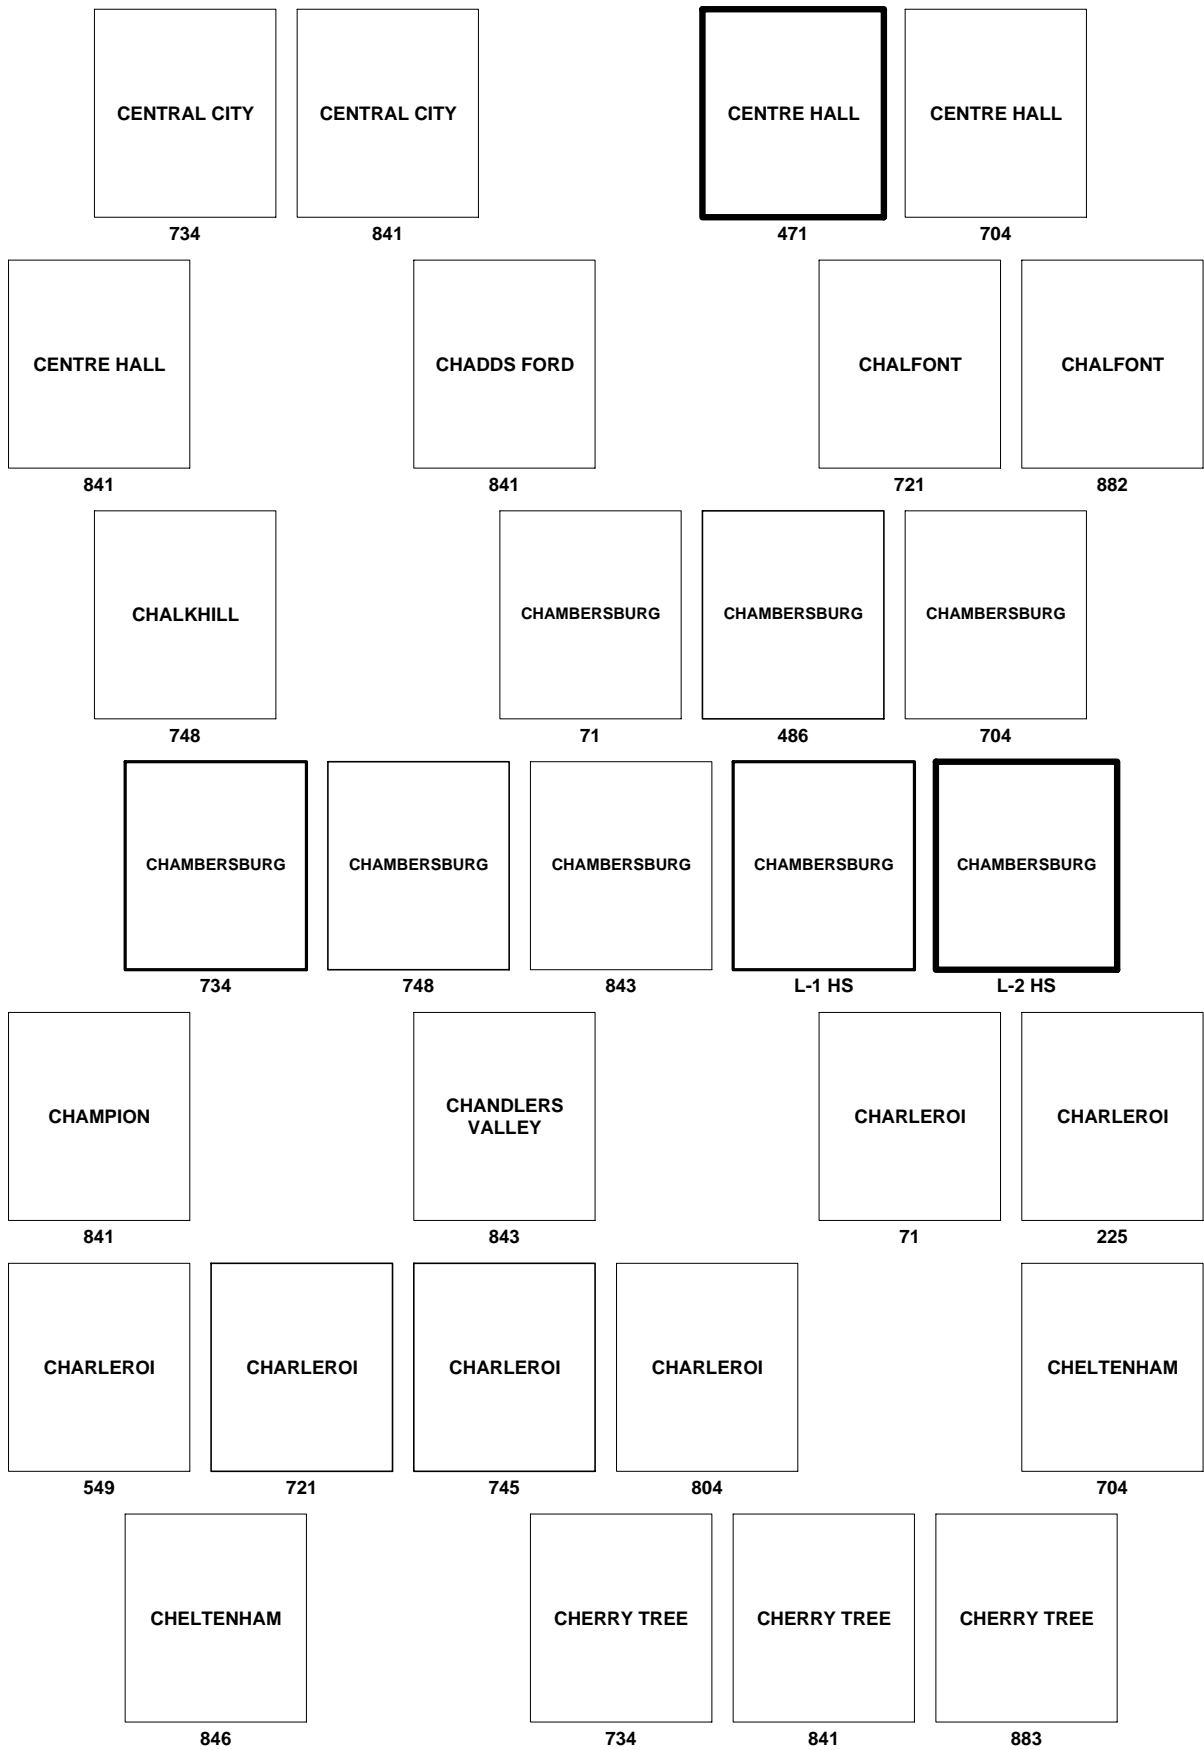 CENTRAL CITY CENTRAL CITY CENTRE HALL CENTRE HALL
734 841 471 704
CENTRE HALL CHADDS FORD CHALFONT CHALFONT
841 841 721 882
CHALKHILL CHAMBERSBURG CHAMBERSBURG CHAMBERSBURG
748 71 486 704
CHAMBERSBURG CHAMBERSBURG CHAMBERSBURG CHAMBERSBURG CHAMBERSBURG
734 748 843 L-1 HS L-2 HS
CHAMPION CHANDLERS VALLEY CHARLEROI CHARLEROI
841 843 71 225
CHARLEROI CHARLEROI CHARLEROI CHARLEROI CHELTENHAM
549 721 745 804 704
CHELTENHAM CHERRY TREE CHERRY TREE CHERRY TREE
846 734 841 883